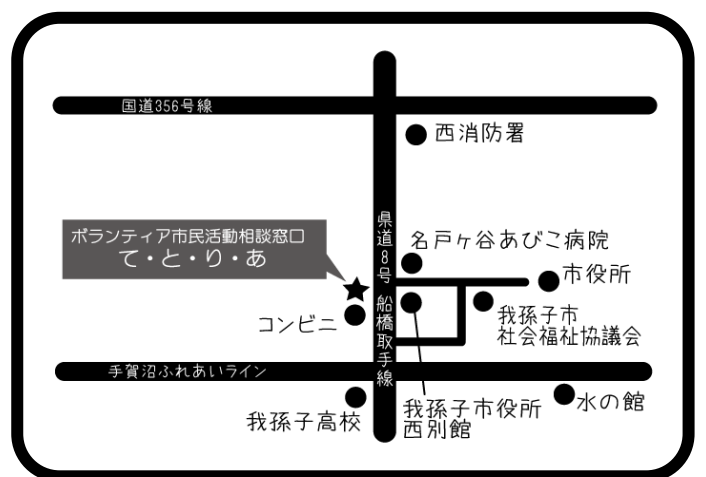 国道356号線
西消防署
県道8号 船橋取手線
ボランティア市民活動相談窓口
て・と・り・あ
名戸ヶ谷あびこ病院
市役所
コンビニ
我孫子市
社会福祉協議会
手賀沼ふれあいライン
我孫子高校
我孫子市役所
西別館
水の館